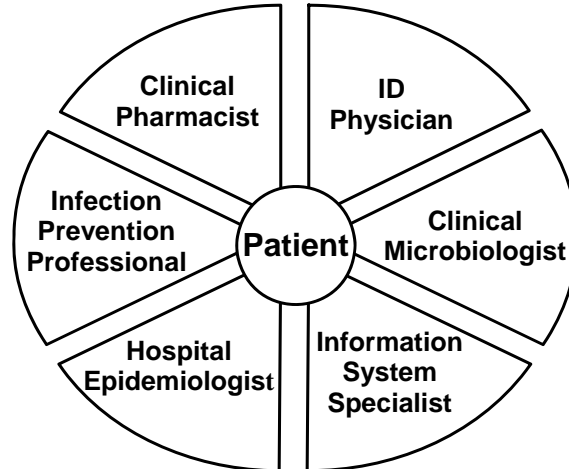 Clinical
Pharmacist
ID
Physician
Infection
Prevention
Professional
Patient
Clinical
Microbiologist
Hospital
Epidemiologist
Information
System
Specialist